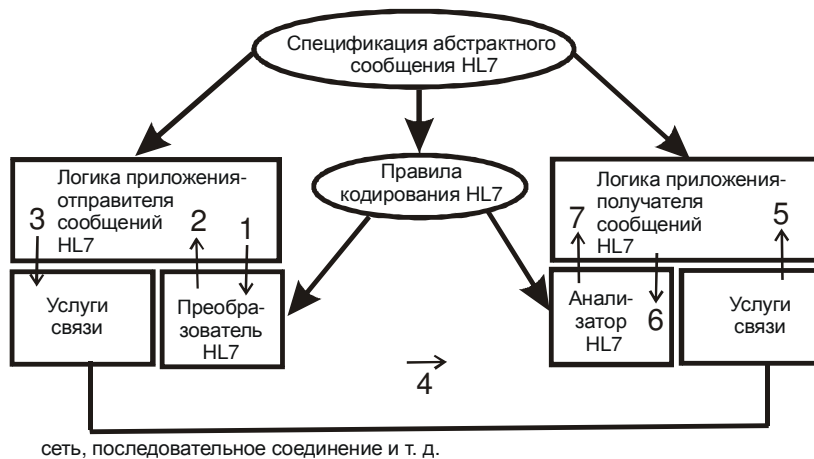 Спецификация абстрактного
сообщения HL7
Правила
кодирования HL7
Логика приложения-
отправителя
сообщений
HL7
3
2
1
Логика приложения-
получателя
сообщений
HL7
7
5
6
Услуги
связи
Преобра-
зователь
HL7
Анали-
затор
HL7
Услуги
связи
4
сеть, последовательное соединение и т. д.